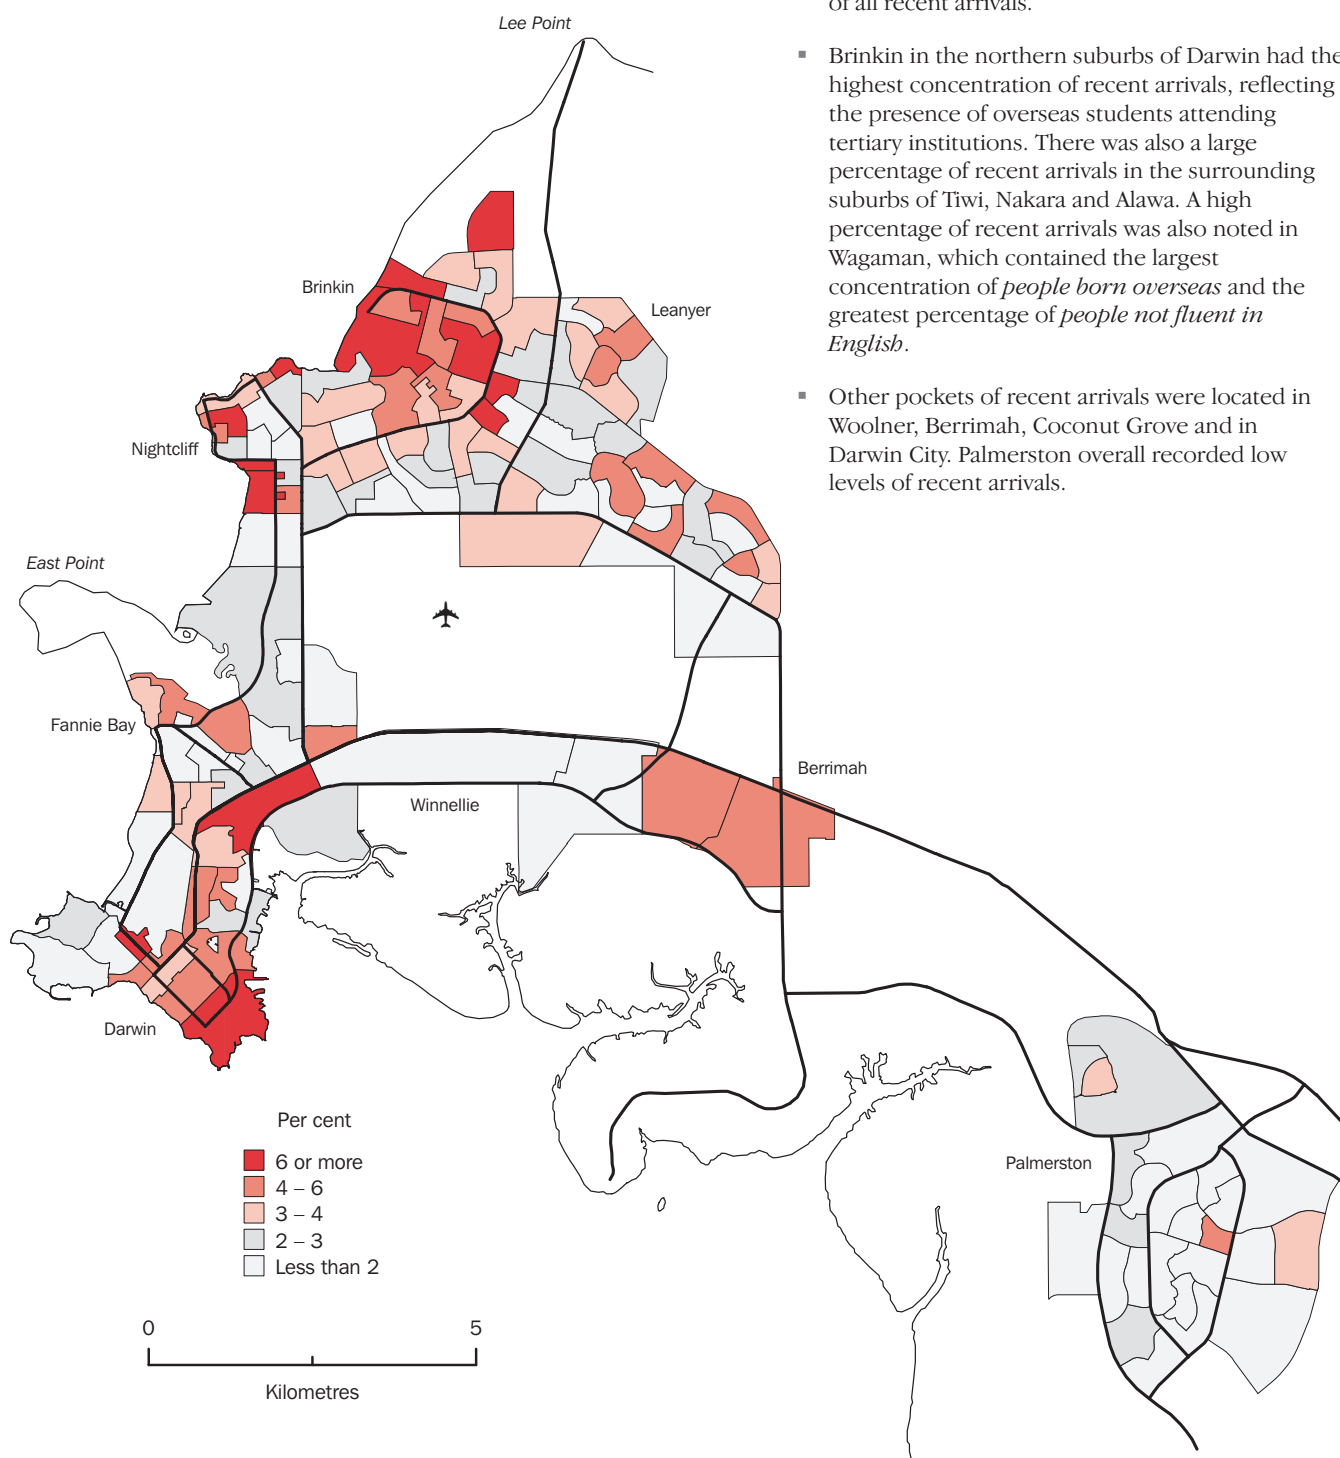 of all recent arrivals.
▪ Brinkin in the northern suburbs of Darwin had the
highest concentration of recent arrivals, reflecting
the presence of overseas students attending
tertiary institutions. There was also a large
percentage of recent arrivals in the surrounding
suburbs of Tiwi, Nakara and Alawa. A high
percentage of recent arrivals was also noted in
Wagaman, which contained the largest
concentration of people born overseas and the
greatest percentage of people not fluent in
English.
▪ Other pockets of recent arrivals were located in
Woolner, Berrimah, Coconut Grove and in
Darwin City. Palmerston overall recorded low
levels of recent arrivals.
Lee Point
Brinkin
Leanyer
Nightcliff
East Point
Fannie Bay
Berrimah
Winnellie
Darwin
Palmerston
Per cent
6 or more
4 – 6
3 – 4
2 – 3
Less than 2
0 5
Kilometres